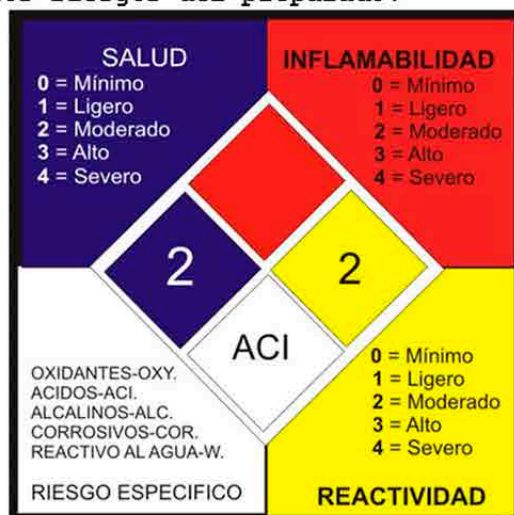 SALUD
0 = Mínimo
1 = Ligero
2 = Moderado
3 = Alto
4 = Severo
INFLAMABILIDAD
0 = Mínimo
1 = Ligero
2 = Moderado
3 = Alto
4 = Severo
2
2
ACI
OXIDANTES-OXY.
ACIDOS-ACI.
ALCALINOS-ALC.
CORROSIVOS-COR.
REACTIVO AL AGUA-W.
RIESGO ESPECIFICO
0 = Mínimo
1 = Ligero
2 = Moderado
3 = Alto
4 = Severo
REACTIVIDAD